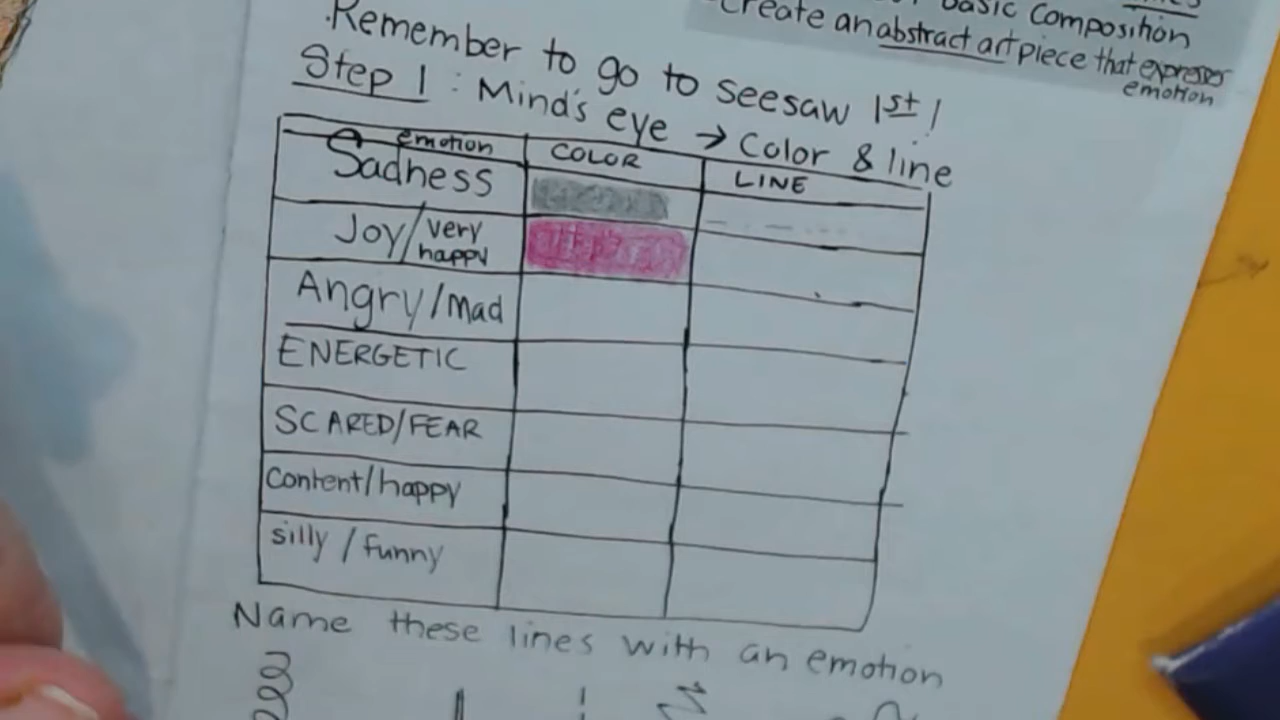 Basic Composition
Create an abstract art piece that expresses
emotion
.Remember to go to seesaw 1st!
Step 1: Mind's eye → Color & line
emotion COLOR LINE
Sadness
Joy/very happy
Angry/Mad
ENERGETIC
SCARED/FEAR
Content/happy
silly/funny
Name these lines with an emotion